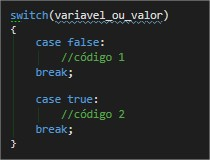 switch(variavel_ou_valor)
{
    case false:
        //código 1
    break;

    case true:
        //código 2
    break;
}